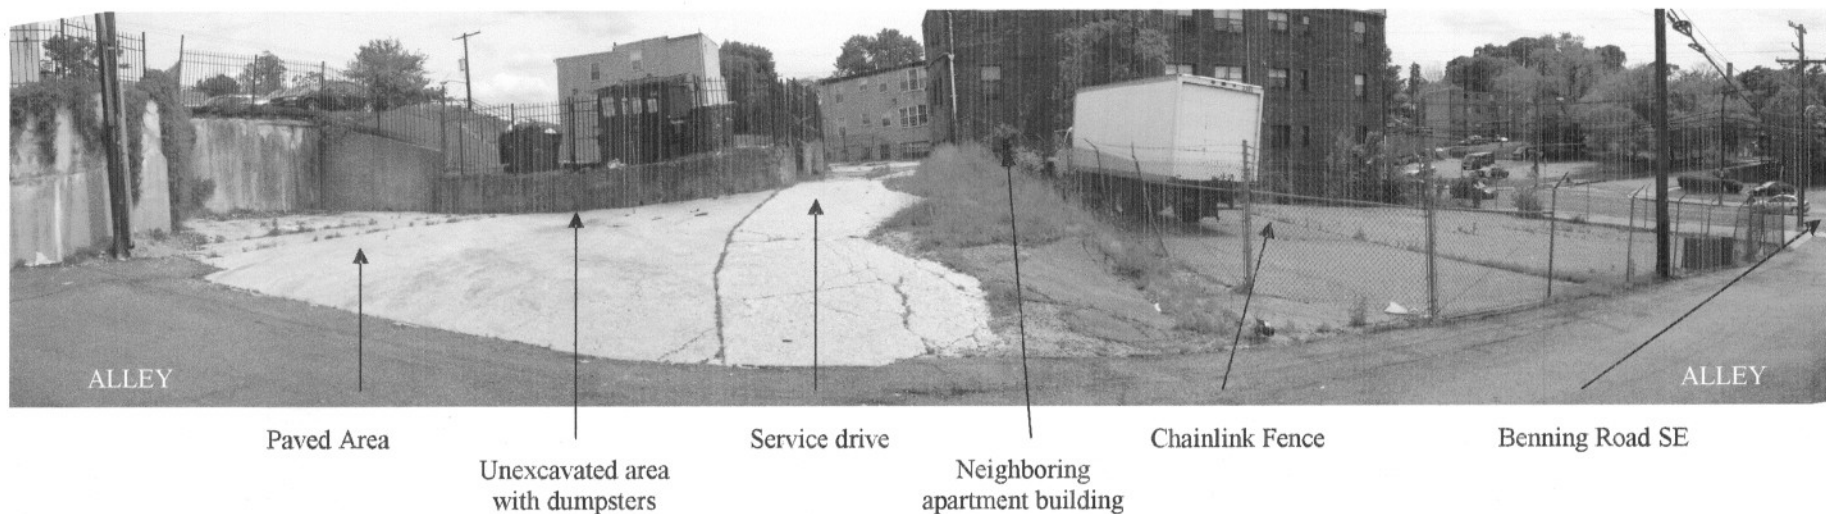 ALLEY
ALLEY
Paved Area
Unexcavated area
with dumpsters
Service drive
Neighboring
apartment building
Chainlink Fence
Benning Road SE